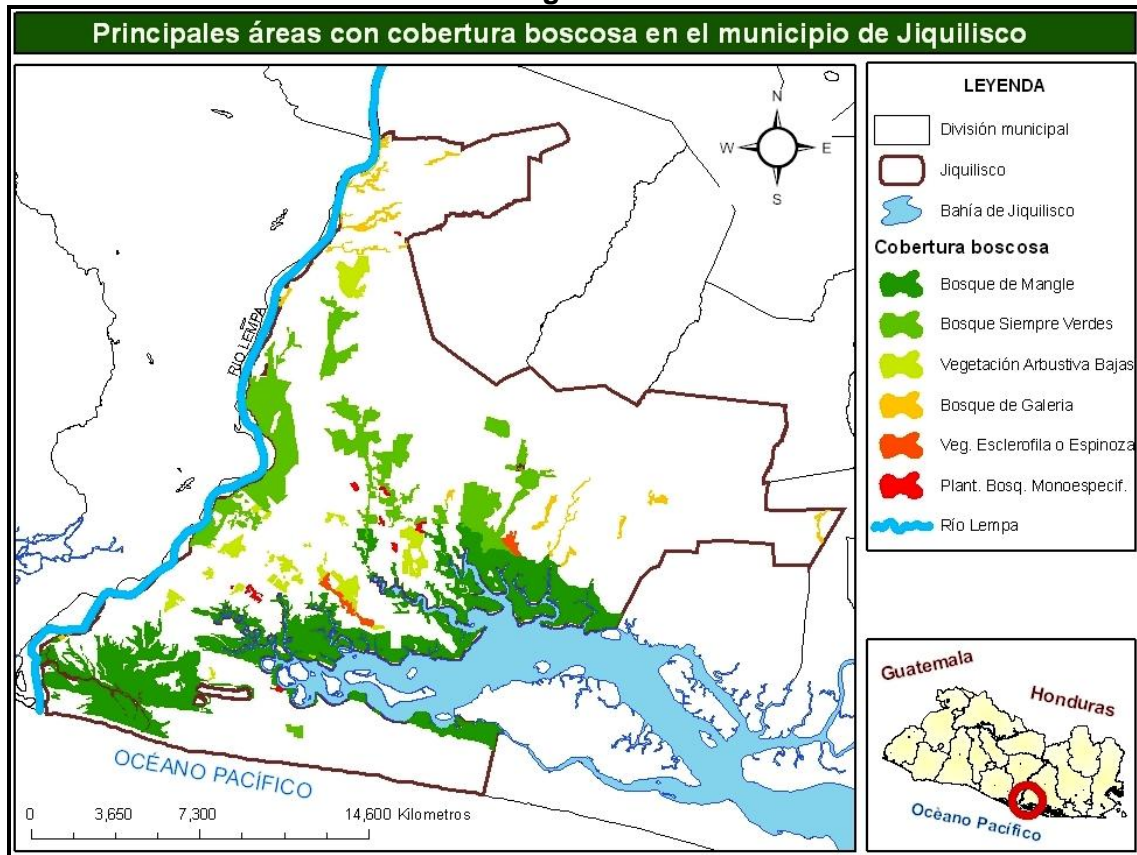 Principales áreas con cobertura boscosa en el municipio de Jiquilisco
N
W
E
S
RÍO LEMPA
OCÉANO PACÍFICO
0 3,650 7,300 14,600 Kilometros
LEYENDA
División municipal
Jiquilisco
Bahía de Jiquilisco
Cobertura boscosa
Bosque de Mangle
Bosque Siempre Verdes
Vegetación Arbustiva Bajas
Bosque de Galeria
Veg. Esclerofila o Espinoza
Plant. Bosq. Monoespecif.
Río Lempa
Guatemala
Honduras
Ocèano Pacífico